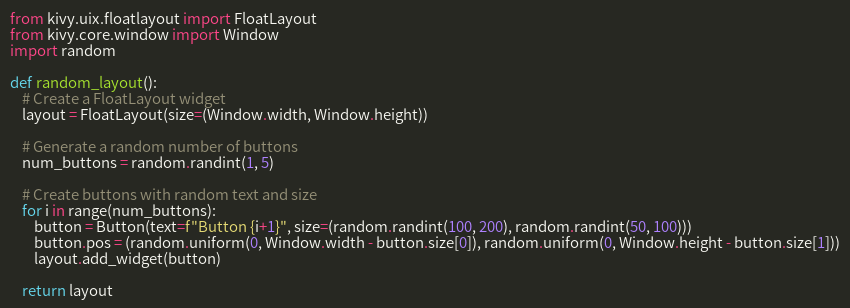 from kivy.uix.floatlayout import FloatLayout
from kivy.core.window import Window
import random

def random_layout():
    # Create a FloatLayout widget
    layout = FloatLayout(size=(Window.width, Window.height))

    # Generate a random number of buttons
    num_buttons = random.randint(1, 5)

    # Create buttons with random text and size
    for i in range(num_buttons):
        button = Button(text=f"Button {i+1}", size=(random.randint(100, 200), random.randint(50, 100)))
        button.pos = (random.uniform(0, Window.width - button.size[0]), random.uniform(0, Window.height - button.size[1]))
        layout.add_widget(button)

    return layout